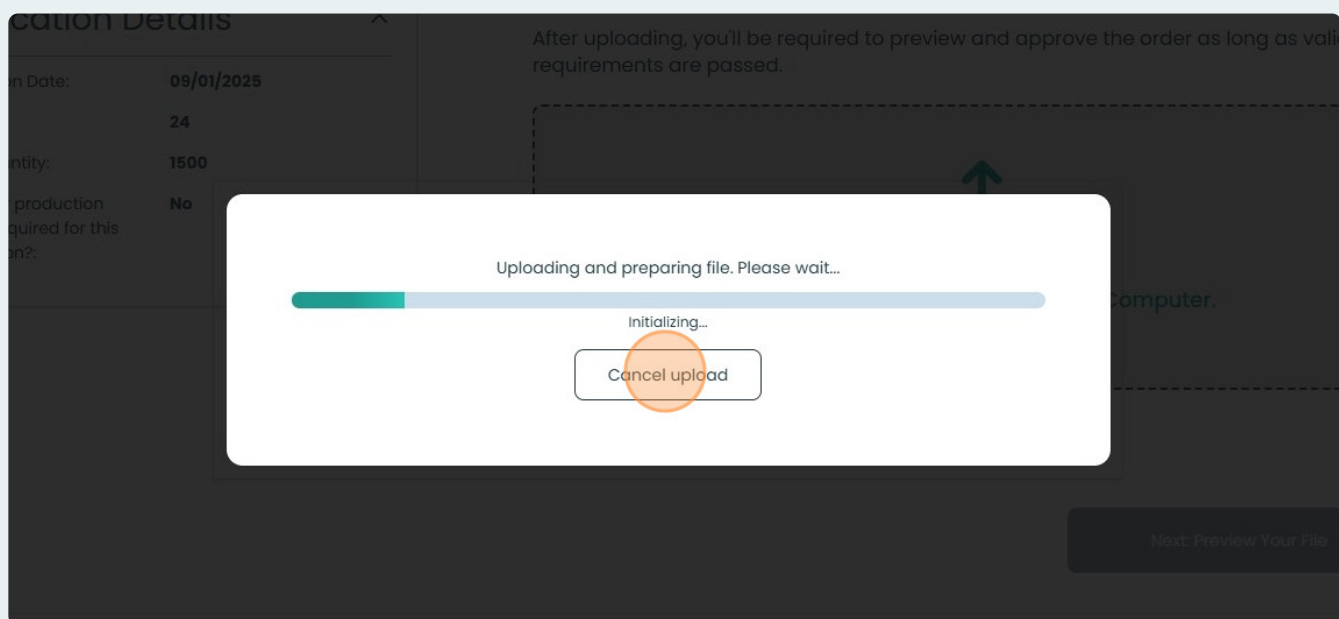 cation Details
After uploading, you'll be required to preview and approve the order as long as vali
requirements are passed.
on Date: 09/01/2025
24
ntity: 1500
production No
quired for this
on?:
Uploading and preparing file. Please wait...
Initializing...
Cancel upload
Computer.
Next: Preview Your File